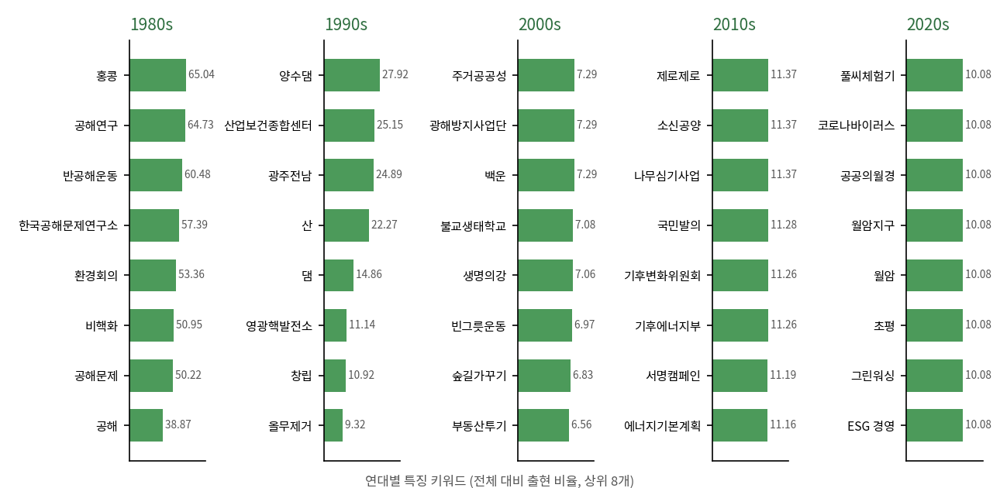 1980s
홍콩 65.04
공해연구 64.73
반공해운동 60.48
한국공해문제연구소 57.39
환경회의 53.36
비핵화 50.95
공해문제 50.22
공해 38.87
1990s
양수댐 27.92
산업보건종합센터 25.15
광주전남 24.89
산 22.27
댐 14.86
영광핵발전소 11.14
창립 10.92
올무제거 9.32
2000s
주거공공성 7.29
광해방지사업단 7.29
백운 7.29
불교생태학교 7.08
생명의강 7.06
빈그릇운동 6.97
숲길가꾸기 6.83
부동산투기 6.56
2010s
제로제로 11.37
소신공양 11.37
나무심기사업 11.37
국민발의 11.28
기후변화위원회 11.26
기후에너지부 11.26
서명캠페인 11.19
에너지기본계획 11.16
2020s
풀씨체험기 10.08
코로나바이러스 10.08
공공의월경 10.08
월암지구 10.08
월암 10.08
초평 10.08
그린워싱 10.08
ESG 경영 10.08
연대별 특징 키워드 (전체 대비 출현 비율, 상위 8개)